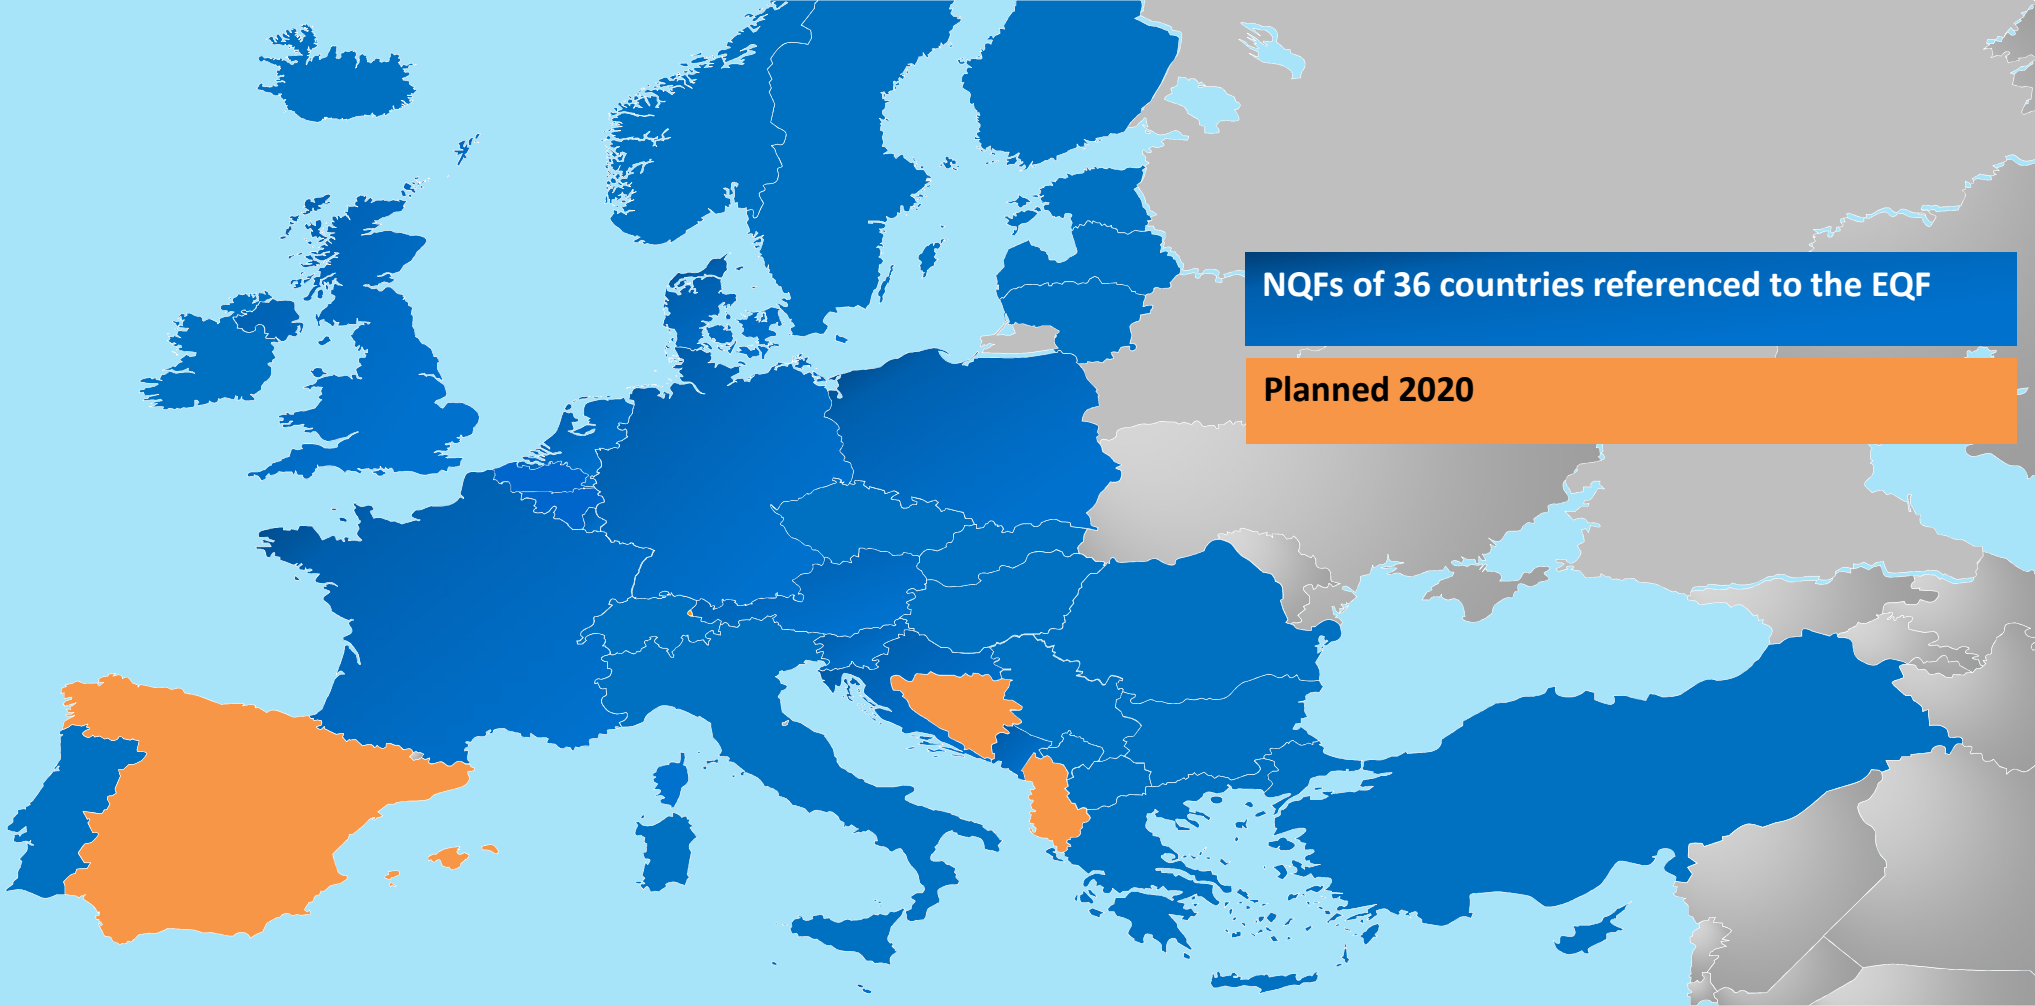 NQFs of 36 countries referenced to the EQF
Planned 2020